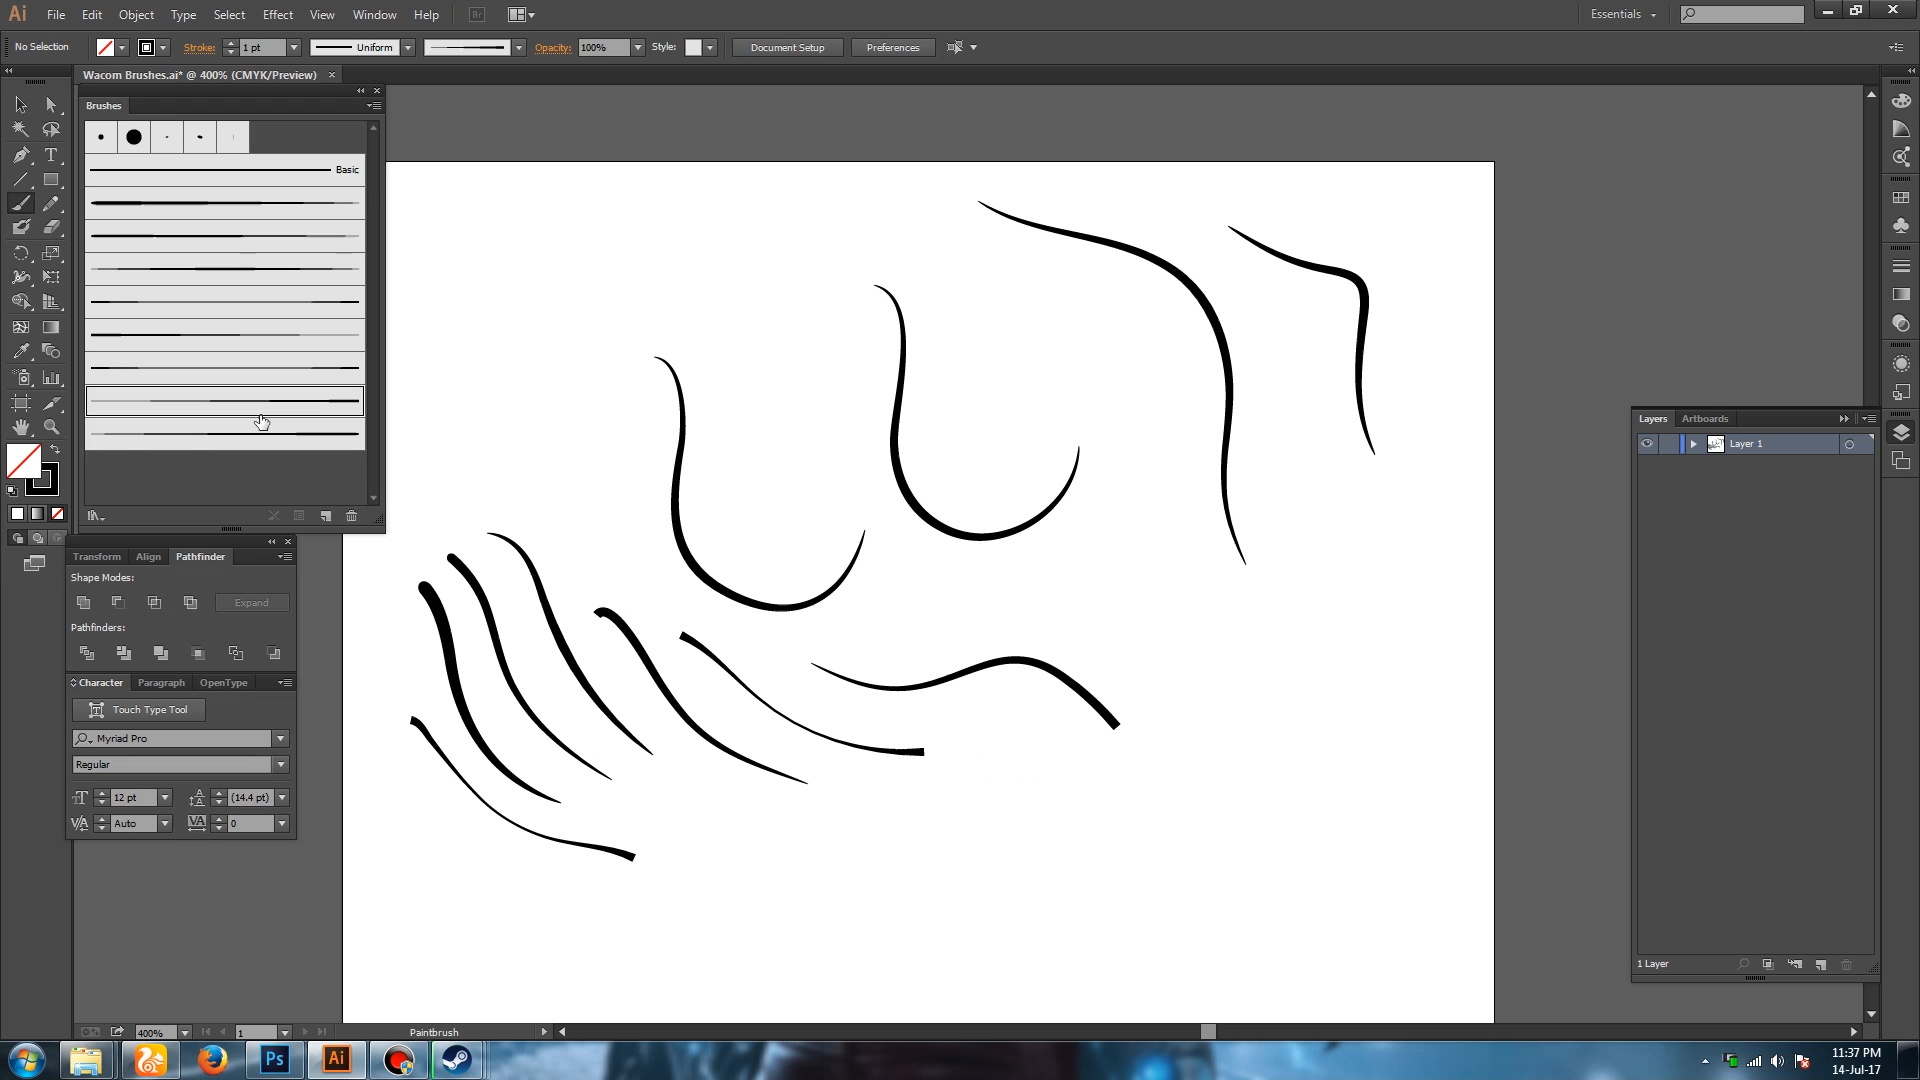 Ai File Edit Object Type Select Effect View Window Help Br Essentials
No Selection Stroke: 1 pt Uniform Opacity: 100% Style: Document Setup Preferences
Wacom Brushes.ai* @ 400% (CMYK/Preview)
Brushes
Basic
Layers Artboards
Layer 1
Transform Align Pathfinder
Shape Modes:
Expand
Pathfinders:
Character Paragraph OpenType
Touch Type Tool
Myriad Pro
Regular
12 pt (14.4 pt)
Auto 0
1 Layer
400% 1 Paintbrush
Ps Ai
11:37 PM
14-Jul-17